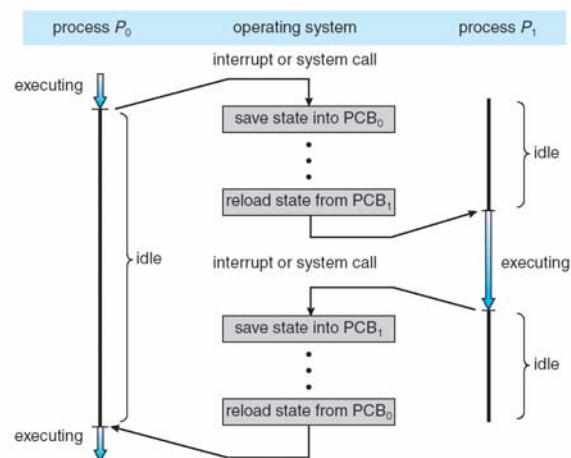 process P₀
operating system
process P₁
interrupt or system call
executing
save state into PCB₀
idle
reload state from PCB₁
idle
interrupt or system call
executing
save state into PCB₁
idle
reload state from PCB₀
executing